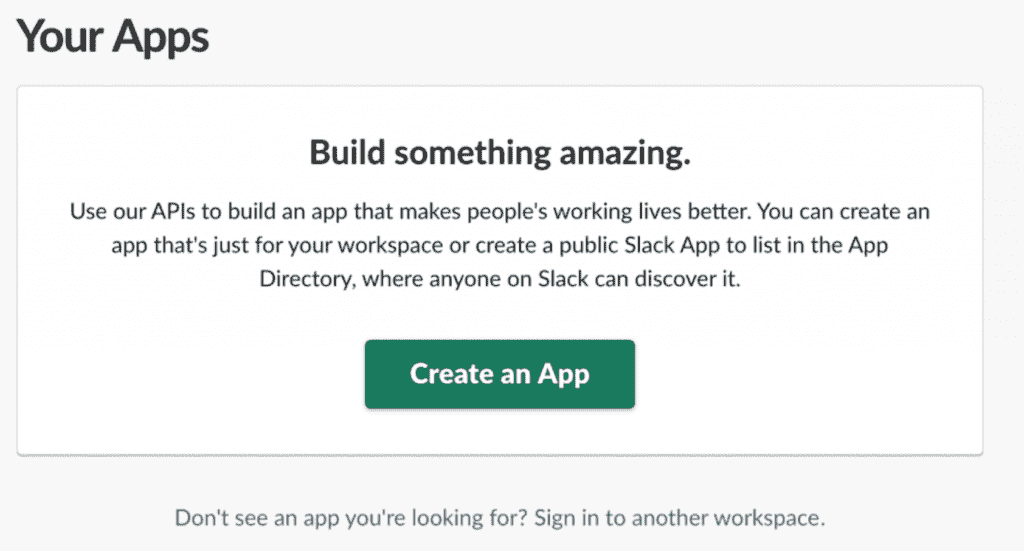 Your Apps
Build something amazing.
Use our APIs to build an app that makes people's working lives better. You can create an
app that's just for your workspace or create a public Slack App to list in the App
Directory, where anyone on Slack can discover it.
Create an App
Don't see an app you're looking for? Sign in to another workspace.